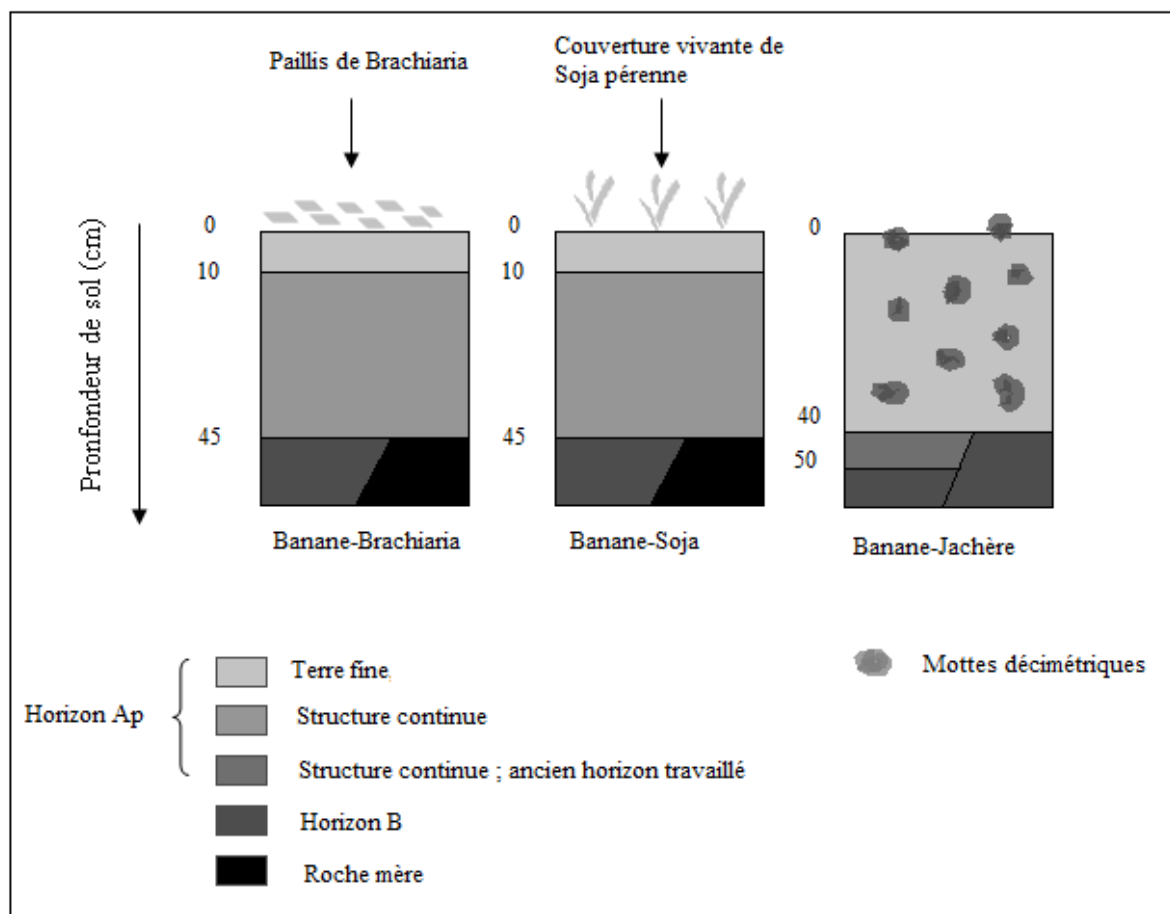 Paillis de Brachiaria
Couverture vivante de
Soja pérenne
Pronfondeur de sol (cm)
0
10
45
0
10
45
0
40
50
Banane-Brachiaria
Banane-Soja
Banane-Jachère
Horizon Ap
Terre fine
Structure continue
Structure continue ; ancien horizon travaillé
Horizon B
Roche mère
Mottes décimétriques